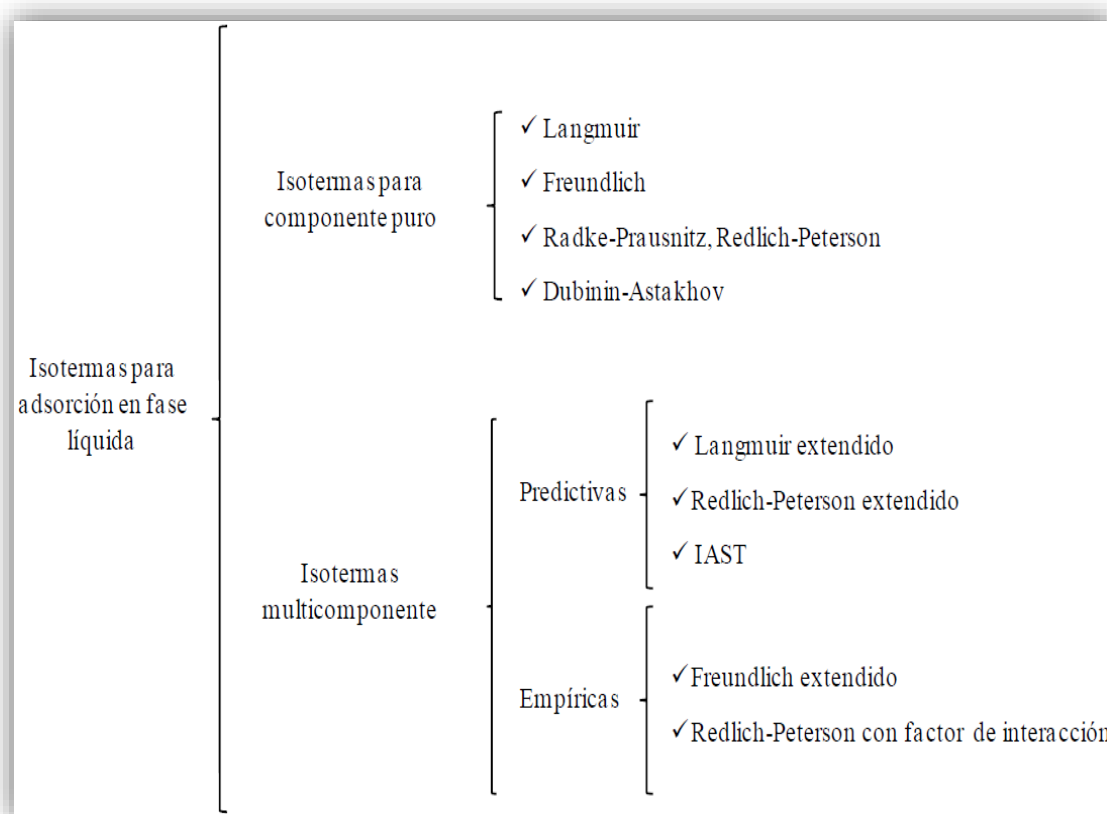 Isotermas para
adsorción en fase
líquida
Isotermas para
componente puro
✓ Langmuir
✓ Freundlich
✓ Radke-Prausnitz, Redlich-Peterson
✓ Dubinin-Astakhov
Isotermas
multicomponente
Predictivas
✓ Langmuir extendido
✓ Redlich-Peterson extendido
✓ IAST
Empíricas
✓ Freundlich extendido
✓ Redlich-Peterson con factor de interacción